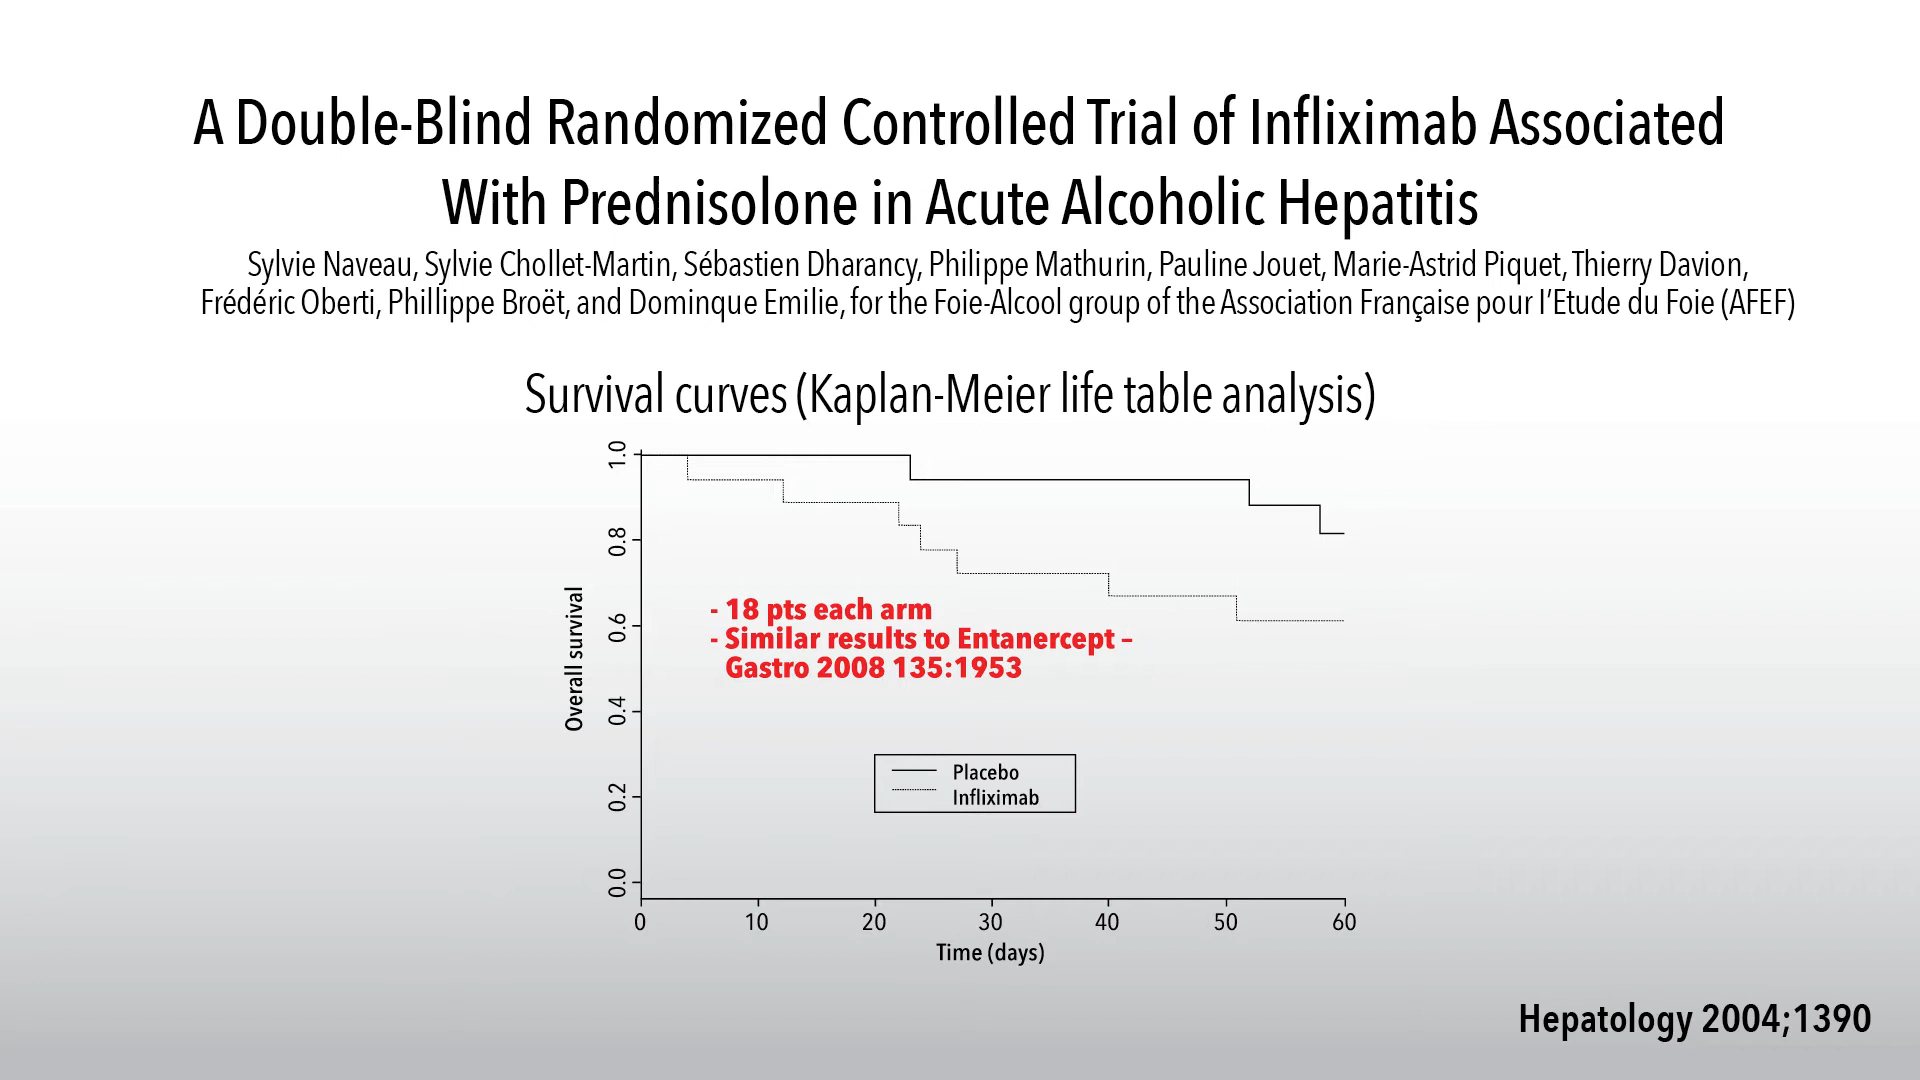 A Double-Blind Randomized Controlled Trial of Infliximab Associated
With Prednisolone in Acute Alcoholic Hepatitis
Sylvie Naveau, Sylvie Chollet-Martin, Sébastien Dharancy, Philippe Mathurin, Pauline Jouet, Marie-Astrid Piquet, Thierry Davion,
Frédéric Oberti, Phillippe Broët, and Dominque Emilie, for the Foie-Alcool group of the Association Française pour l’Etude du Foie (AFEF)
Survival curves (Kaplan-Meier life table analysis)
Overall survival
1.0
0.8
0.6
0.4
0.2
0.0
- 18 pts each arm
- Similar results to Entanercept –
Gastro 2008 135:1953
Placebo
Infliximab
0 10 20 30 40 50 60
Time (days)
Hepatology 2004;1390